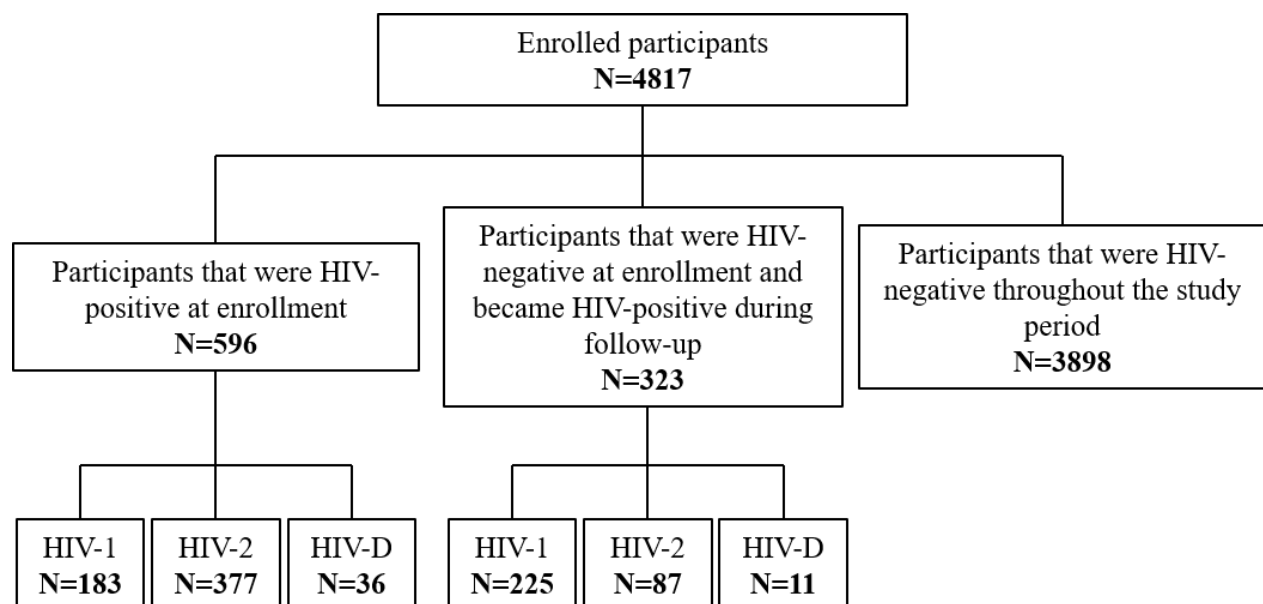 Enrolled participants
N=4817
Participants that were HIV-
positive at enrollment
N=596
Participants that were HIV-
negative at enrollment and
became HIV-positive during
follow-up
N=323
Participants that were HIV-
negative throughout the study
period
N=3898
HIV-1
N=183
HIV-2
N=377
HIV-D
N=36
HIV-1
N=225
HIV-2
N=87
HIV-D
N=11